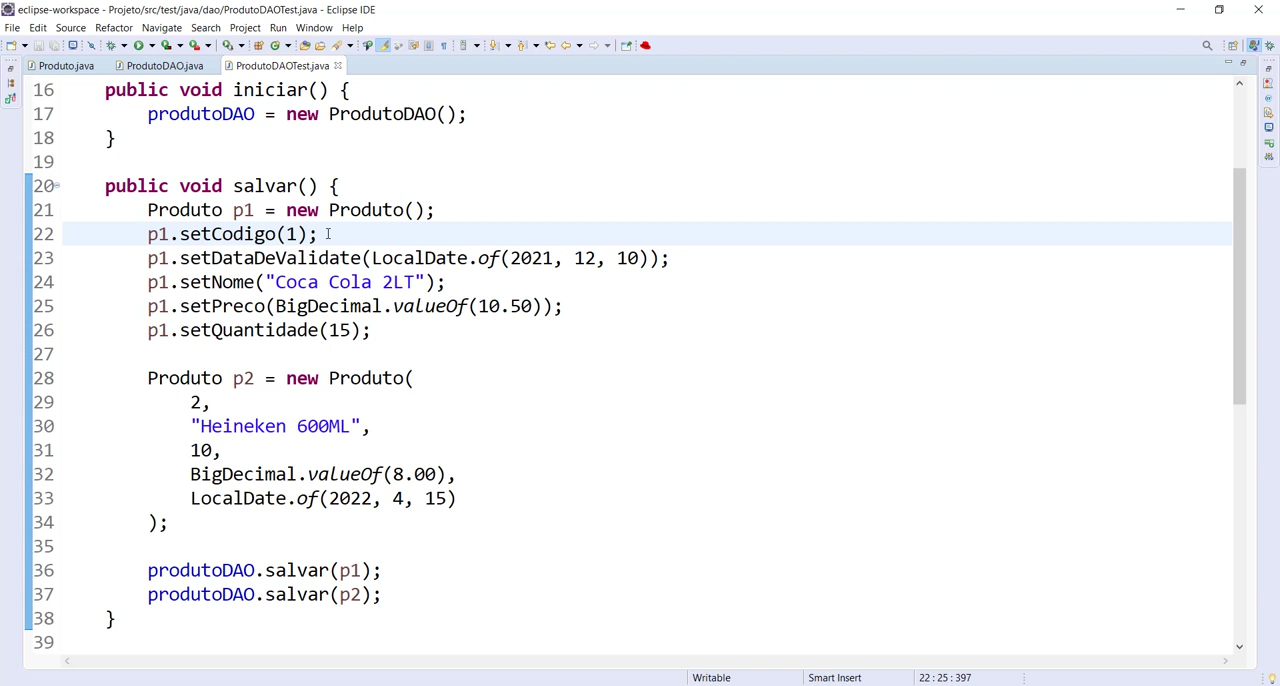 eclipse-workspace - Projeto/src/test/java/dao/ProdutoDAOTest.java - Eclipse IDE
File Edit Source Refactor Navigate Search Project Run Window Help
Produto.java ProdutoDAO.java ProdutoDAOTest.java
16 public void iniciar() {
17 produtoDAO = new ProdutoDAO();
18 }
19
20 public void salvar() {
21 Produto p1 = new Produto();
22 p1.setCodigo(1);
23 p1.setDataDeValidate(LocalDate.of(2021, 12, 10));
24 p1.setNome("Coca Cola 2LT");
25 p1.setPreco(BigDecimal.valueOf(10.50));
26 p1.setQuantidade(15);
27
28 Produto p2 = new Produto(
29 2,
30 "Heineken 600ML",
31 10,
32 BigDecimal.valueOf(8.00),
33 LocalDate.of(2022, 4, 15)
34 );
35
36 produtoDAO.salvar(p1);
37 produtoDAO.salvar(p2);
38 }
39
Writable Smart Insert 22 : 25 : 397